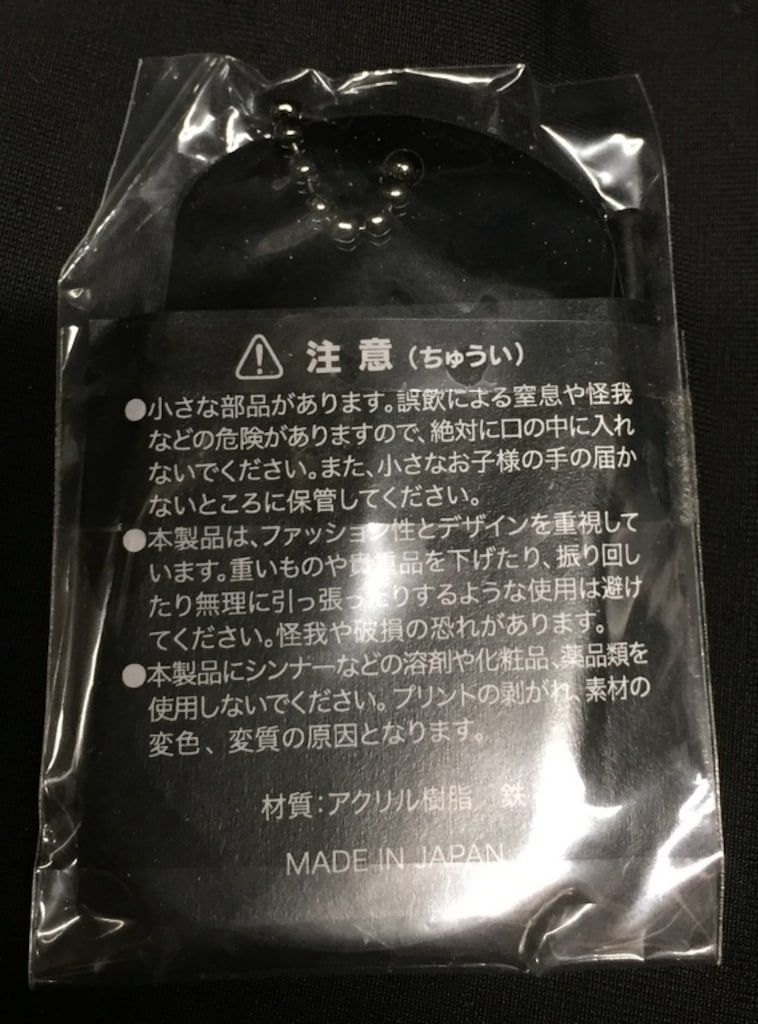 注意(ちゅうい)
●小さな部品があります。誤飲による窒息や怪我
などの危険がありますので、絶対に口の中に入れ
ないでください。また、小さなお子様の手の届か
ないところに保管してください。
●本製品は、ファッション性とデザインを重視して
います。重いものや貴重品を下げたり、振り回し
たり無理に引っ張ったりするような使用は避け
てください。怪我や破損の恐れがあります。
●本製品にシンナーなどの溶剤や化粧品、薬品類を
使用しないでください。プリントの剥がれ、素材の
変色、変質の原因となります。
材質:アクリル樹脂 鉄
MADE IN JAPAN